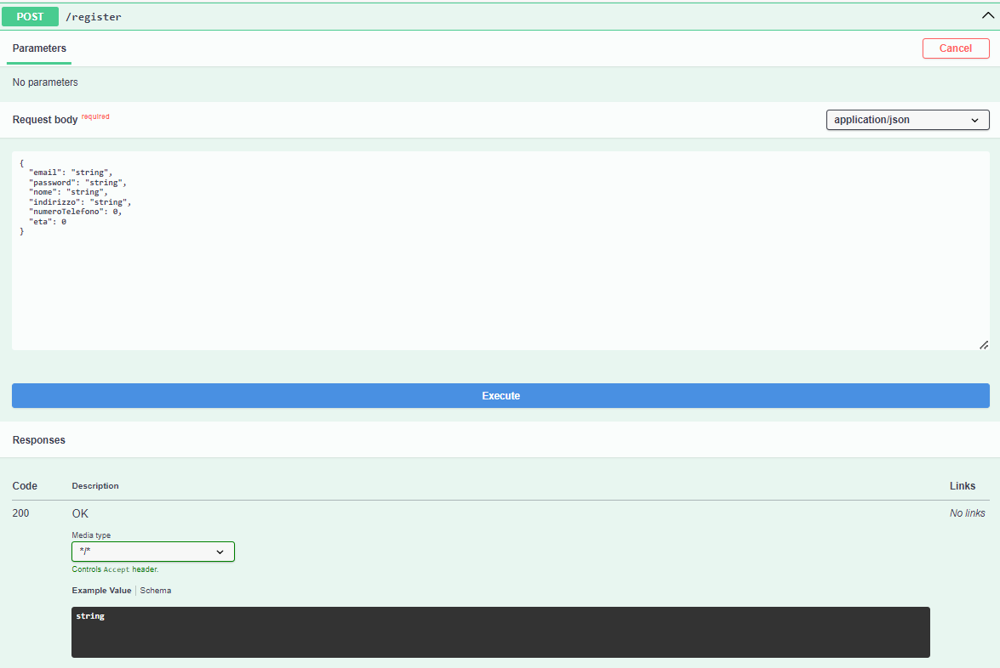 POST /register
Parameters Cancel
No parameters
Request body required application/json
{
  "email": "string",
  "password": "string",
  "nome": "string",
  "indirizzo": "string",
  "numeroTelefono": 0,
  "eta": 0
}
Execute
Responses
Code Description Links
200 OK No links
Media type
*/*
Controls Accept header.
Example Value Schema
string